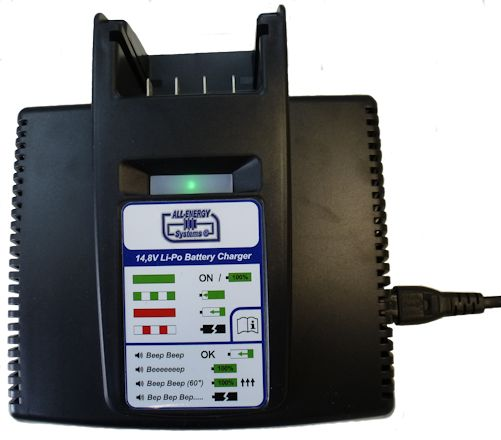 ALL-ENERGY
Systems ®
14,8V Li-Po Battery Charger
ON / 100%
Beep Beep OK
Beeeeeeep 100%
Beep Beep (60") 100%
Bep Bep Bep.....